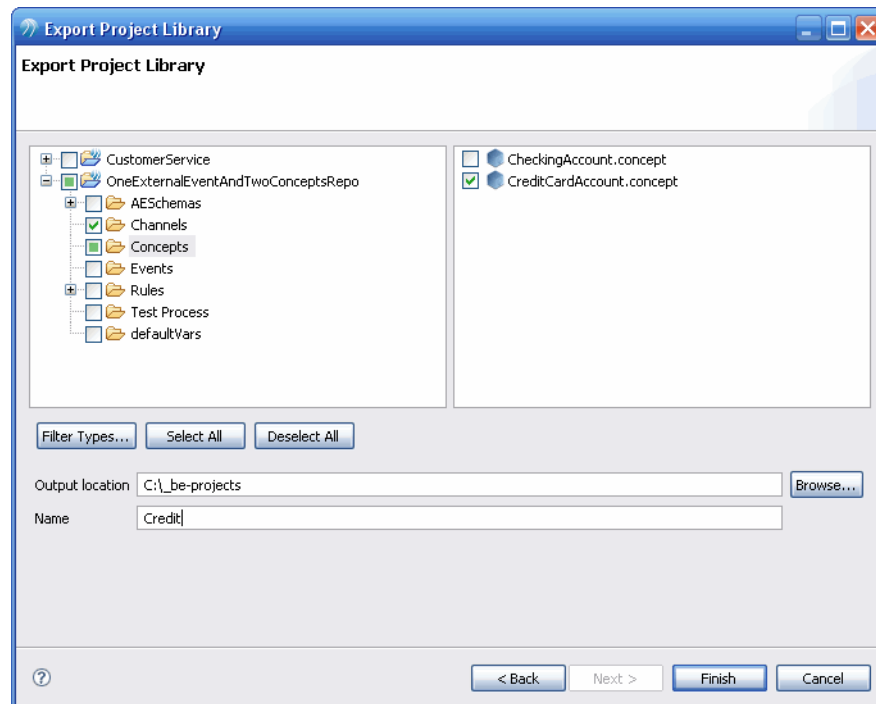 Export Project Library
Export Project Library
CustomerService
OneExternalEventAndTwoConceptsRepo
AESchemas
Channels
Concepts
Events
Rules
Test Process
defaultVars
CheckingAccount.concept
CreditCardAccount.concept
Filter Types... Select All Deselect All
Output location C:\_be-projects Browse...
Name Credit
? < Back Next > Finish Cancel